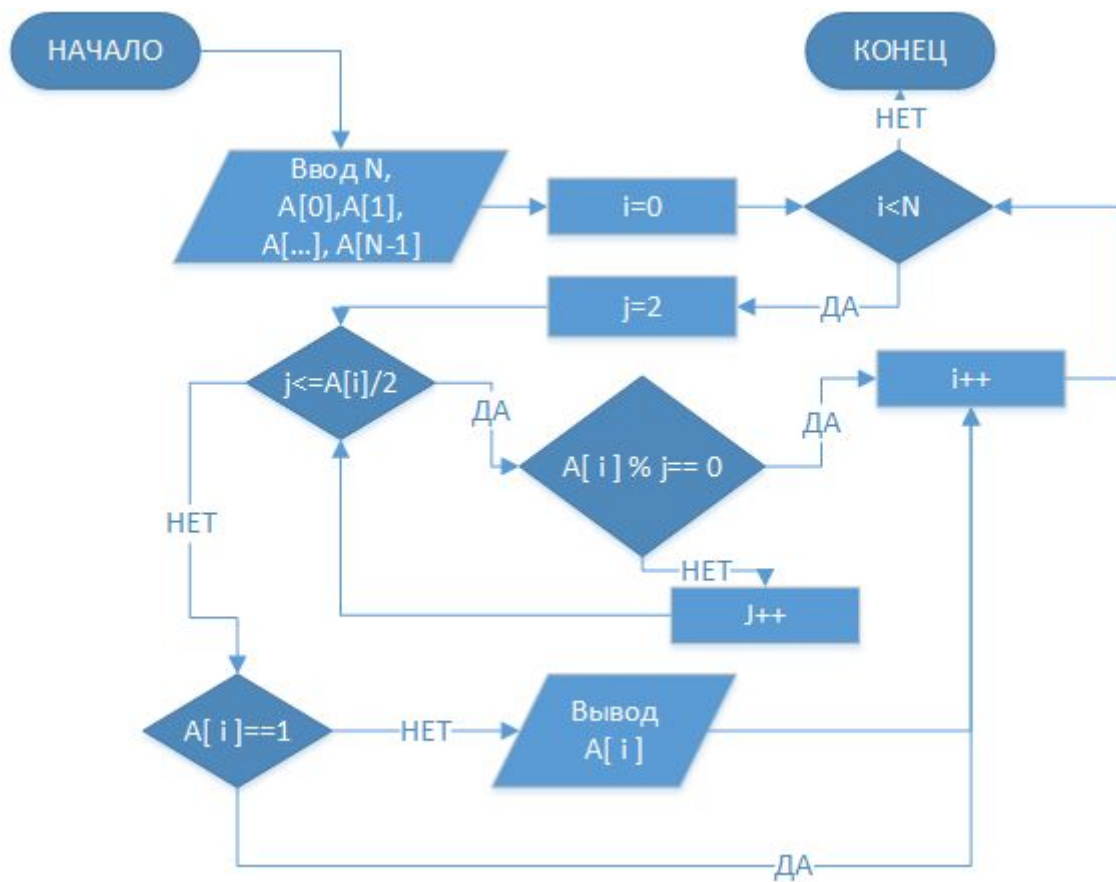 НАЧАЛО
КОНЕЦ
НЕТ
Ввод N,
A[0],A[1],
A[...], A[N-1]
i=0
i<N
j=2
ДА
j<=A[i]/2
ДА
A[ i ] % j== 0
ДА
i++
НЕТ
НЕТ
J++
A[ i ]==1
НЕТ
Вывод
A[ i ]
ДА